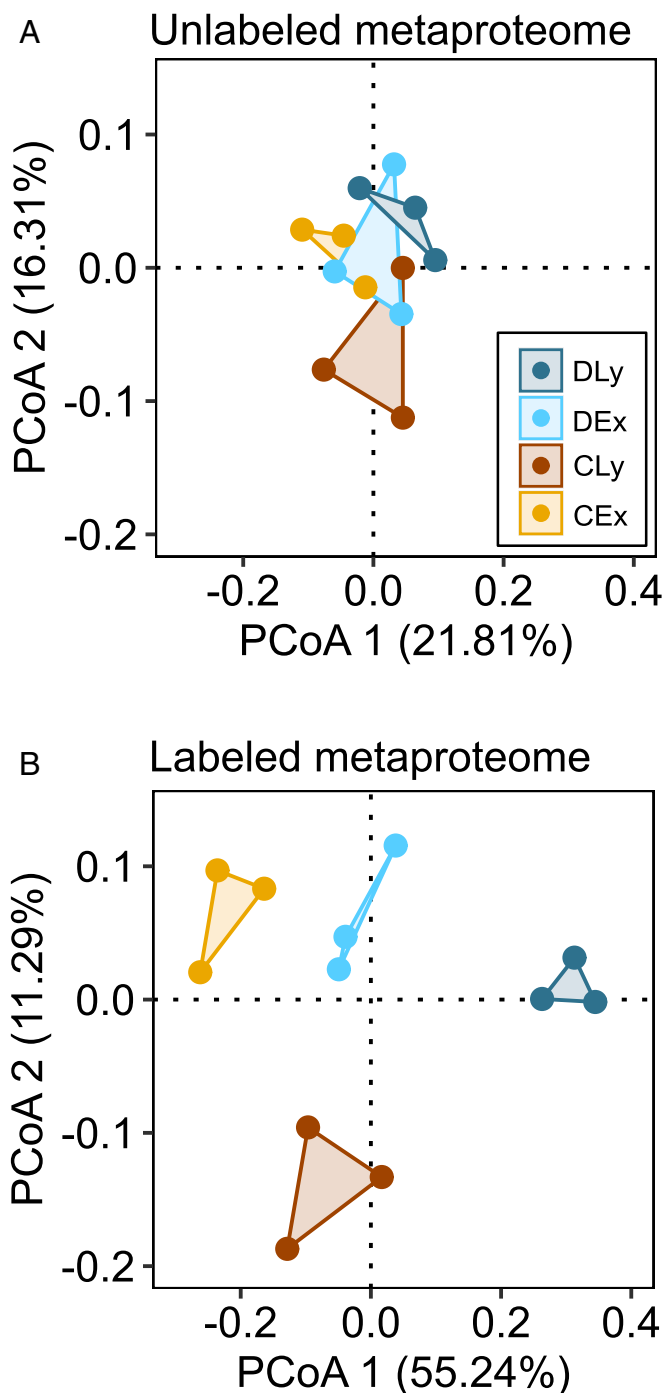 A
Unlabeled metaproteome
PCoA 2 (16.31%)
0.1
0.0
-0.1
-0.2
DLy
DEx
CLy
CEx
-0.2 0.0 0.2 0.4
PCoA 1 (21.81%)
B
Labeled metaproteome
PCoA 2 (11.29%)
0.1
0.0
-0.1
-0.2
-0.2 0.0 0.2 0.4
PCoA 1 (55.24%)